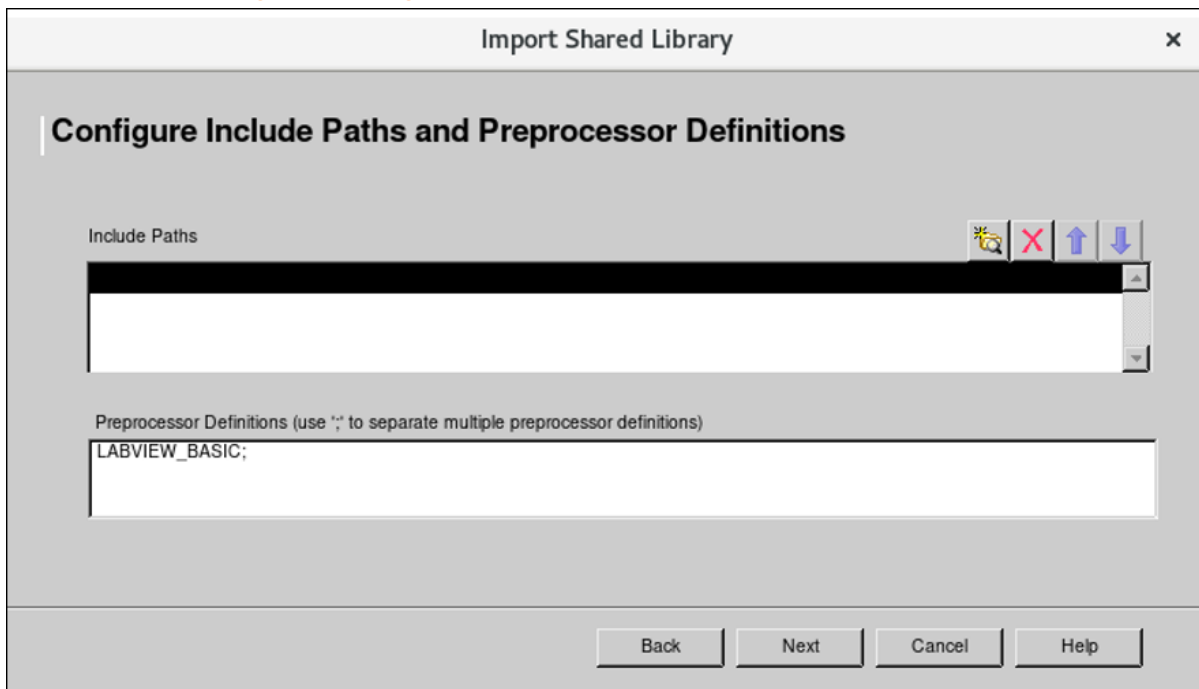 Import Shared Library
Configure Include Paths and Preprocessor Definitions
Include Paths
Preprocessor Definitions (use ";" to separate multiple preprocessor definitions)
LABVIEW_BASIC;
Back Next Cancel Help